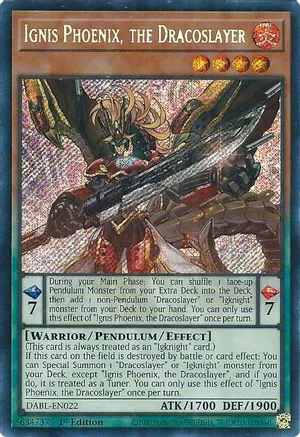 IGNIS PHOENIX, THE DRACOSLAYER
During your Main Phase: You can shuffle 1 face-up
Pendulum Monster from your Extra Deck into the Deck,
then add 1 non-Pendulum "Dracoslayer" or "Igknight"
monster from your Deck to your hand. You can only use
this effect of "Ignis Phoenix, the Dracoslayer" once per turn.
7
7
[WARRIOR/PENDULUM/EFFECT]
(This card is always treated as an "Igknight" card.)
If this card on the field is destroyed by battle or card effect: You
can Special Summon 1 "Dracoslayer" or "Igknight" monster from
your Deck, except "Ignis Phoenix, the Dracoslayer", and if you
do, it is treated as a Tuner. You can only use this effect of "Ignis
Phoenix, the Dracoslayer" once per turn.
DABL-EN022
ATK/1700 DEF/1900
56347375
1st Edition